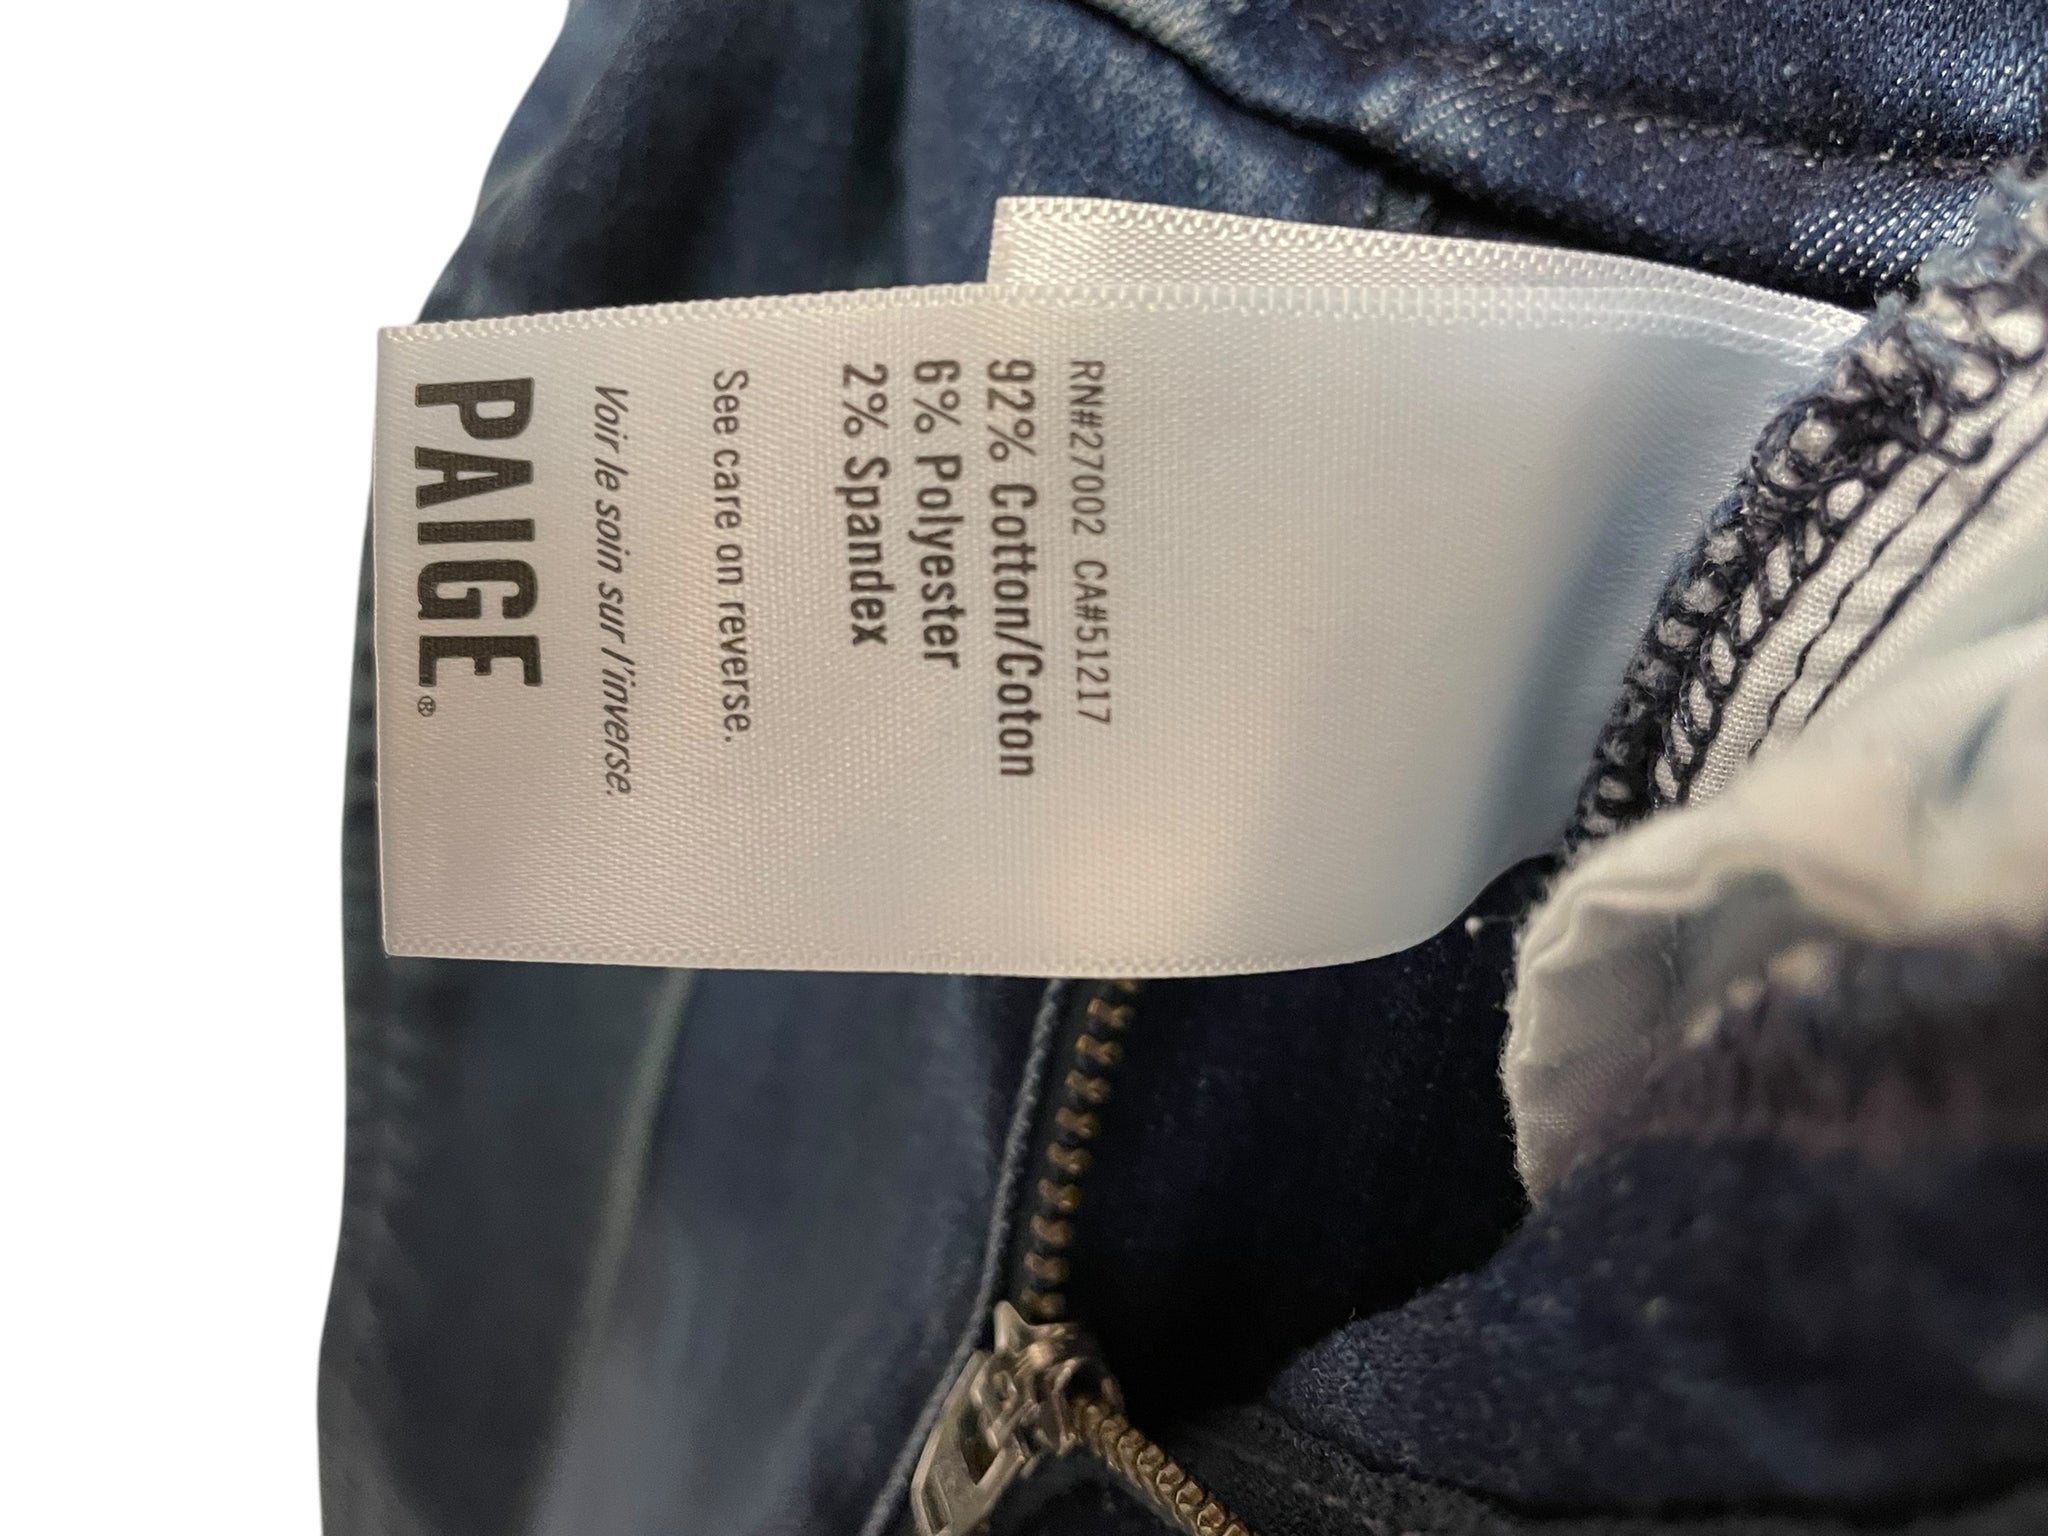 RN#27002 CA#51217
92% Cotton/Coton
6% Polyester
2% Spandex
See care on reverse.
Voir le soin sur l'inverse.
PAIGE®